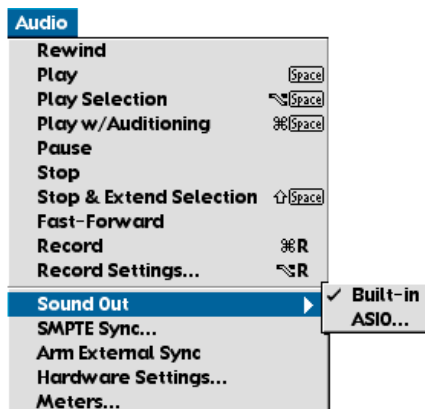 Audio
Rewind
Play Space
Play Selection ⌥Space
Play w/Auditioning ⌘Space
Pause
Stop
Stop & Extend Selection ⇧Space
Fast-Forward
Record ⌘R
Record Settings... ⌥R
Sound Out ▶ ✓ Built-in
ASIO...
SMPTE Sync...
Arm External Sync
Hardware Settings...
Meters...